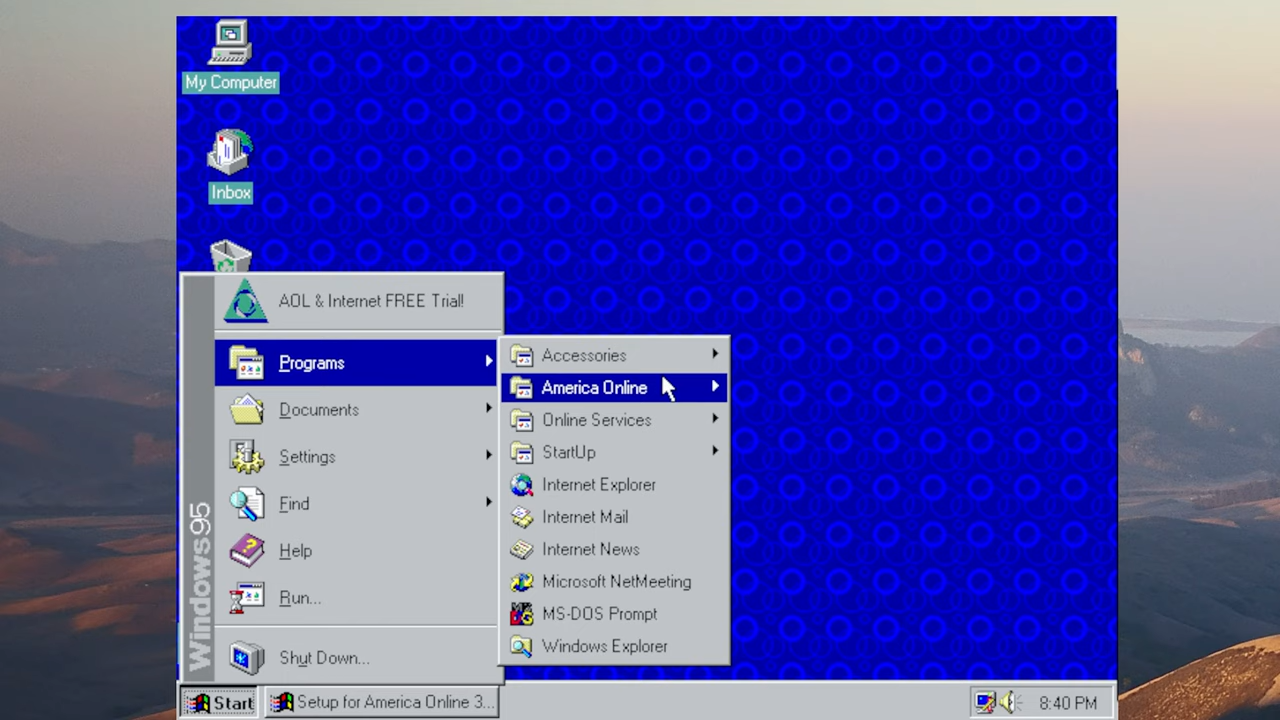 My Computer
Inbox
AOL & Internet FREE Trial!
Programs
Documents
Settings
Find
Help
Run...
Shut Down...
Windows95
Accessories
America Online
Online Services
StartUp
Internet Explorer
Internet Mail
Internet News
Microsoft NetMeeting
MS-DOS Prompt
Windows Explorer
Start
Setup for America Online 3...
8:40 PM